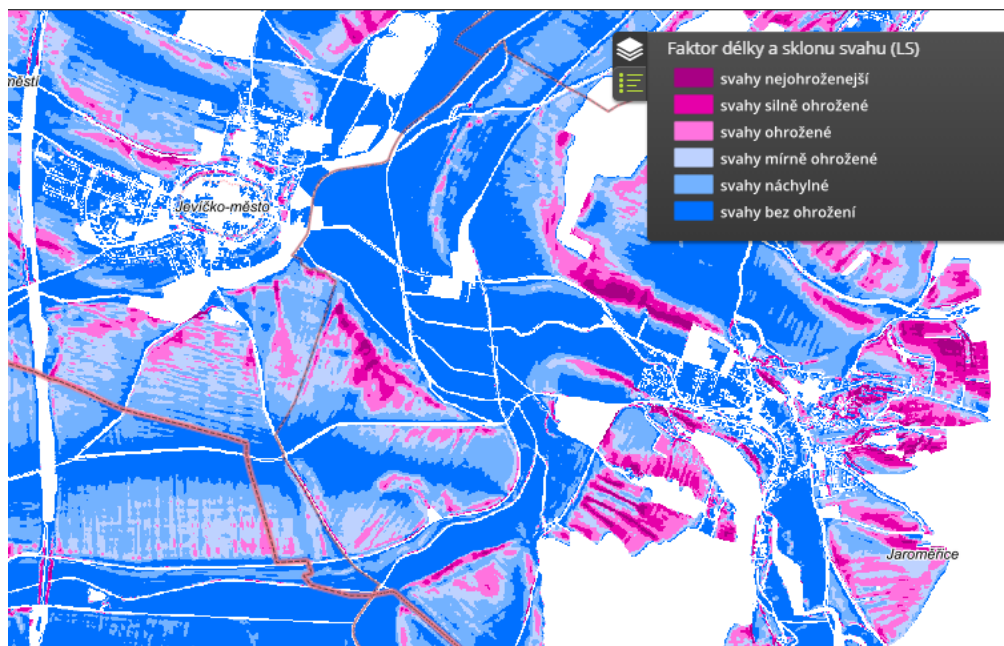 Faktor délky a sklonu svahu (LS)
svahy nejohroženejší
svahy silně ohrožené
svahy ohrožené
svahy mírně ohrožené
svahy náchylné
svahy bez ohrožení
městí
Jevíčko-město
Jaroměřice